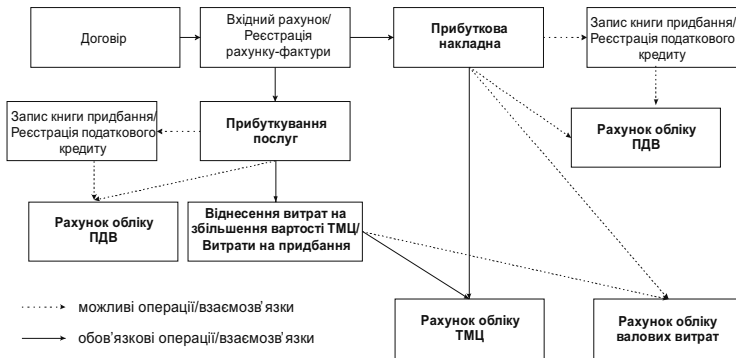 Договір
Вхідний рахунок/
Реєстрація
рахунку-фактури
Прибуткова
накладна
Запис книги придбання/
Реєстрація податкового
кредиту
Запис книги придбання/
Реєстрація податкового
кредиту
Прибуткування
послуг
Рахунок обліку
ПДВ
Рахунок обліку
ПДВ
Віднесення витрат на
збільшення вартості ТМЦ/
Витрати на придбання
можливі операції/взаємозв'язки
обов'язкові операції/взаємозв'язки
Рахунок обліку
ТМЦ
Рахунок обліку
валових витрат